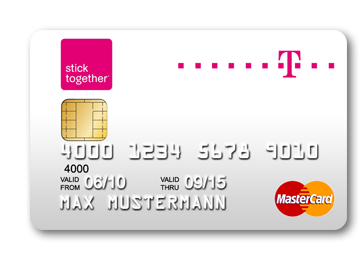 stick
together
T
4000 1234 5678 9010
4000
VALID FROM 06/10 VALID THRU 09/15
MAX MUSTERMANN
MasterCard